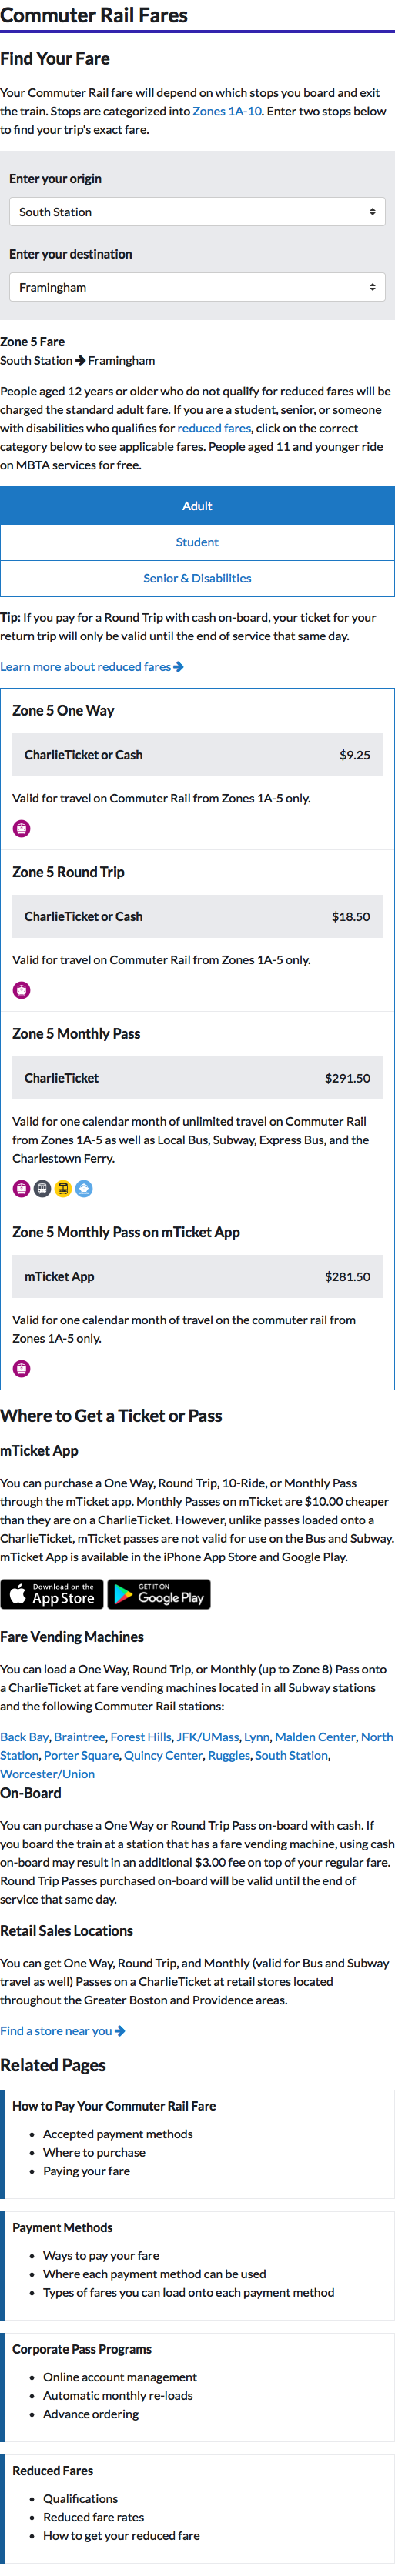 Commuter Rail Fares
Find Your Fare
Your Commuter Rail fare will depend on which stops you board and exit
the train. Stops are categorized into Zones 1A-10. Enter two stops below
to find your trip's exact fare.
Enter your origin
South Station
Enter your destination
Framingham
Zone 5 Fare
South Station → Framingham
People aged 12 years or older who do not qualify for reduced fares will be
charged the standard adult fare. If you are a student, senior, or someone
with disabilities who qualifies for reduced fares, click on the correct
category below to see applicable fares. People aged 11 and younger ride
on MBTA services for free.
Adult
Student
Senior & Disabilities
Tip: If you pay for a Round Trip with cash on-board, your ticket for your
return trip will only be valid until the end of service that same day.
Learn more about reduced fares →
Zone 5 One Way
CharlieTicket or Cash $9.25
Valid for travel on Commuter Rail from Zones 1A-5 only.
Zone 5 Round Trip
CharlieTicket or Cash $18.50
Valid for travel on Commuter Rail from Zones 1A-5 only.
Zone 5 Monthly Pass
CharlieTicket $291.50
Valid for one calendar month of unlimited travel on Commuter Rail
from Zones 1A-5 as well as Local Bus, Subway, Express Bus, and the
Charlestown Ferry.
Zone 5 Monthly Pass on mTicket App
mTicket App $281.50
Valid for one calendar month of travel on the commuter rail from
Zones 1A-5 only.
Where to Get a Ticket or Pass
mTicket App
You can purchase a One Way, Round Trip, 10-Ride, or Monthly Pass
through the mTicket app. Monthly Passes on mTicket are $10.00 cheaper
than they are on a CharlieTicket. However, unlike passes loaded onto a
CharlieTicket, mTicket passes are not valid for use on the Bus and Subway.
mTicket App is available in the iPhone App Store and Google Play.
Download on the
App Store
GET IT ON
Google Play
Fare Vending Machines
You can load a One Way, Round Trip, or Monthly (up to Zone 8) Pass onto
a CharlieTicket at fare vending machines located in all Subway stations
and the following Commuter Rail stations:
Back Bay, Braintree, Forest Hills, JFK/UMass, Lynn, Malden Center, North
Station, Porter Square, Quincy Center, Ruggles, South Station,
Worcester/Union
On-Board
You can purchase a One Way or Round Trip Pass on-board with cash. If
you board the train at a station that has a fare vending machine, using cash
on-board may result in an additional $3.00 fee on top of your regular fare.
Round Trip Passes purchased on-board will be valid until the end of
service that same day.
Retail Sales Locations
You can get One Way, Round Trip, and Monthly (valid for Bus and Subway
travel as well) Passes on a CharlieTicket at retail stores located
throughout the Greater Boston and Providence areas.
Find a store near you →
Related Pages
How to Pay Your Commuter Rail Fare
• Accepted payment methods
• Where to purchase
• Paying your fare
Payment Methods
• Ways to pay your fare
• Where each payment method can be used
• Types of fares you can load onto each payment method
Corporate Pass Programs
• Online account management
• Automatic monthly re-loads
• Advance ordering
Reduced Fares
• Qualifications
• Reduced fare rates
• How to get your reduced fare